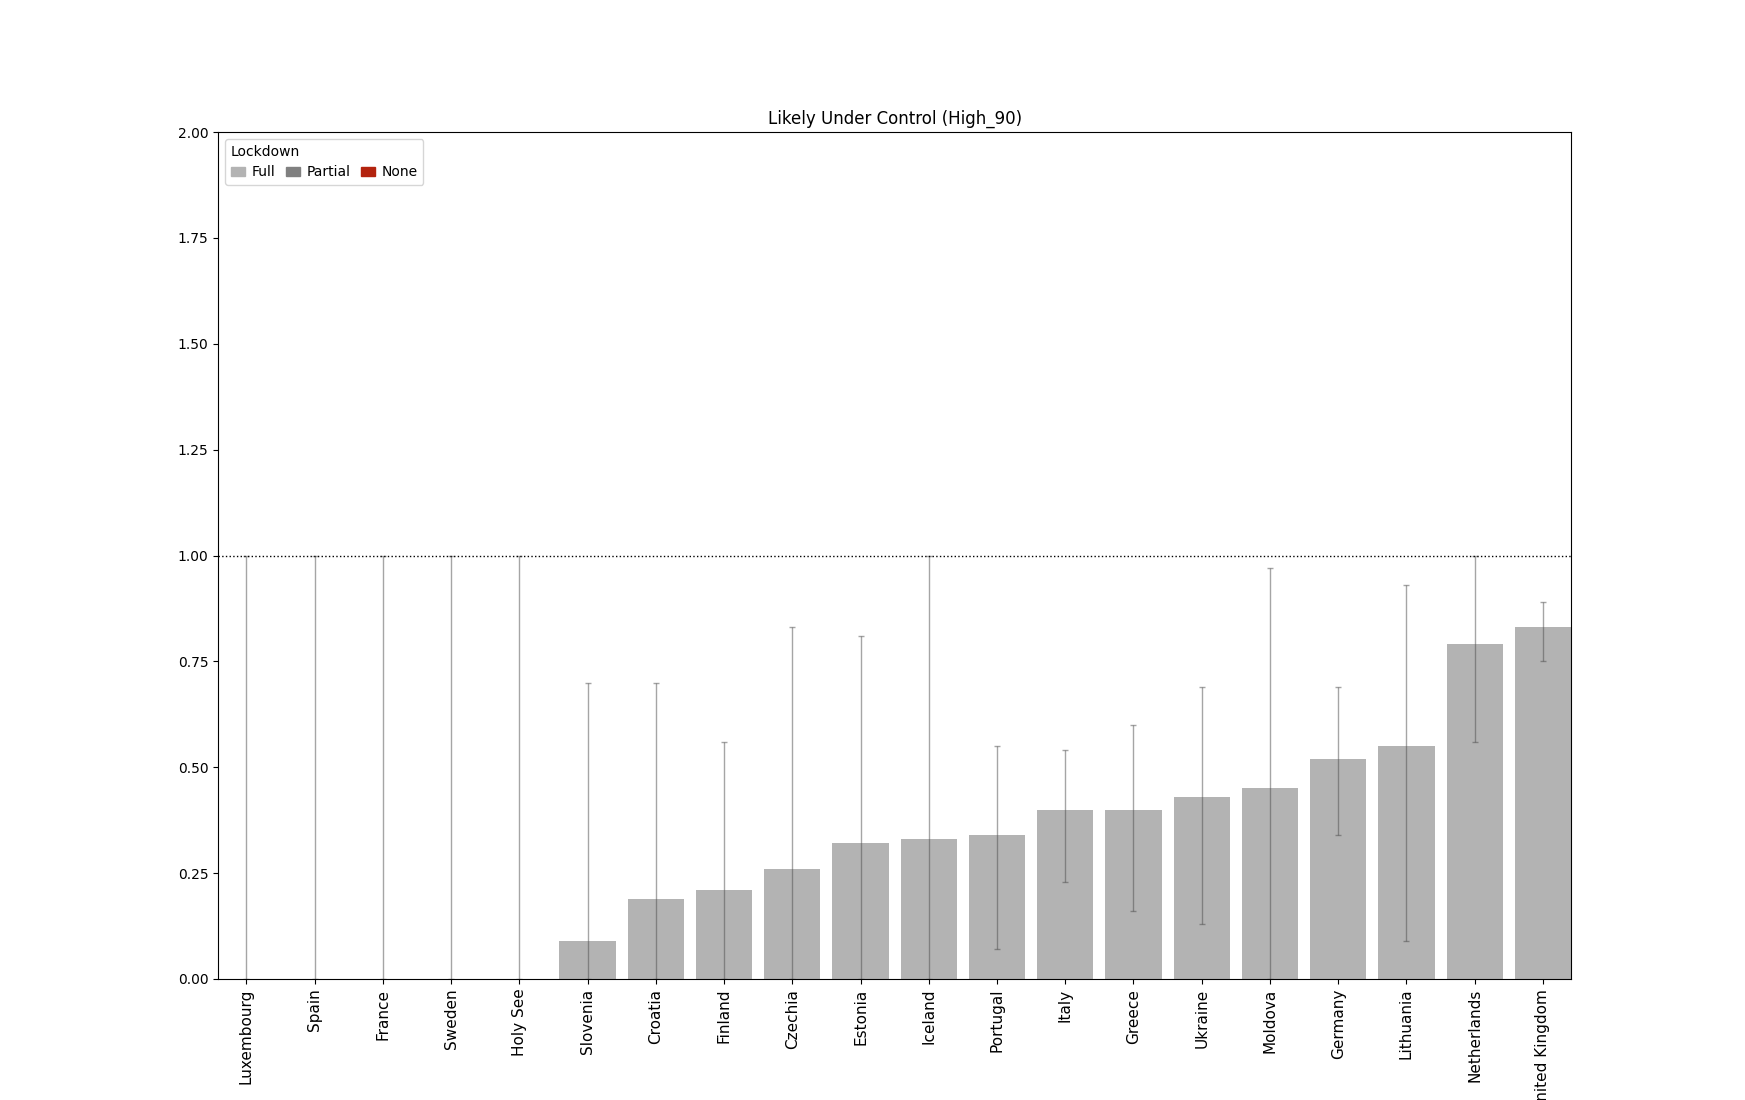 Likely Under Control (High_90)
Lockdown
Full Partial None
2.00
1.75
1.50
1.25
1.00
0.75
0.50
0.25
0.00
Luxembourg
Spain
France
Sweden
Holy See
Slovenia
Croatia
Finland
Czechia
Estonia
Iceland
Portugal
Italy
Greece
Ukraine
Moldova
Germany
Lithuania
Netherlands
nited Kingdom